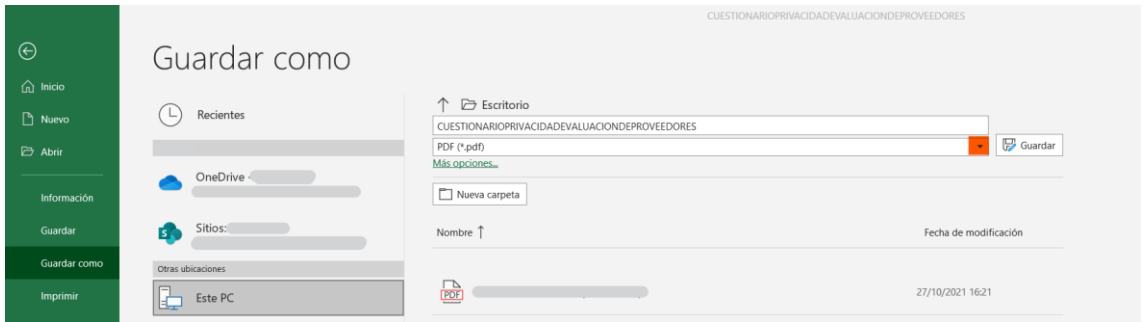 CUESTIONARIOPRIVACIDADEVALUACIONDEPROVEEDORES
Guardar como
Inicio
Nuevo
Abrir
Información
Guardar
Guardar como
Imprimir
Recientes
OneDrive -
Sitios:
Otras ubicaciones
Este PC
Escritorio
CUESTIONARIOPRIVACIDADEVALUACIONDEPROVEEDORES
PDF (*.pdf)
Guardar
Más opciones...
Nueva carpeta
Nombre ↑
Fecha de modificación
PDF
27/10/2021 16:21